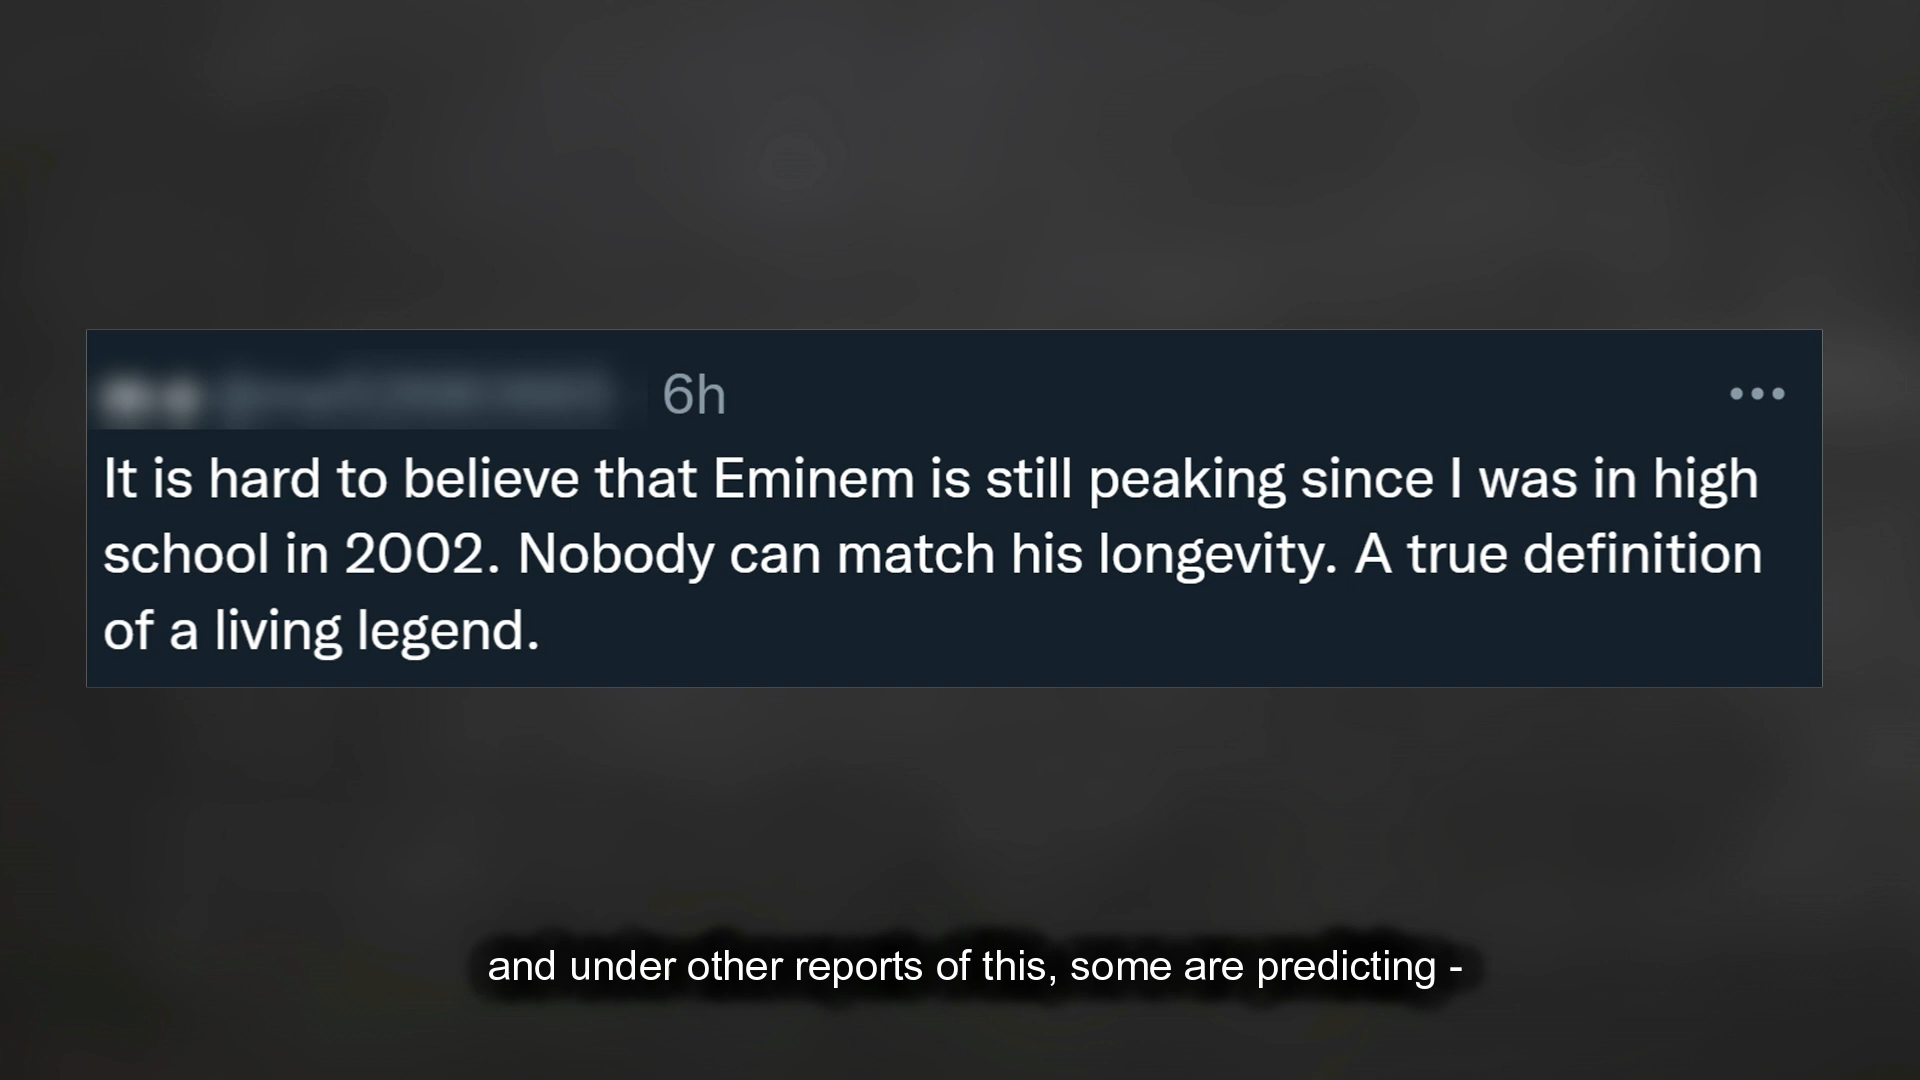 6h
It is hard to believe that Eminem is still peaking since I was in high
school in 2002. Nobody can match his longevity. A true definition
of a living legend.
and under other reports of this, some are predicting -